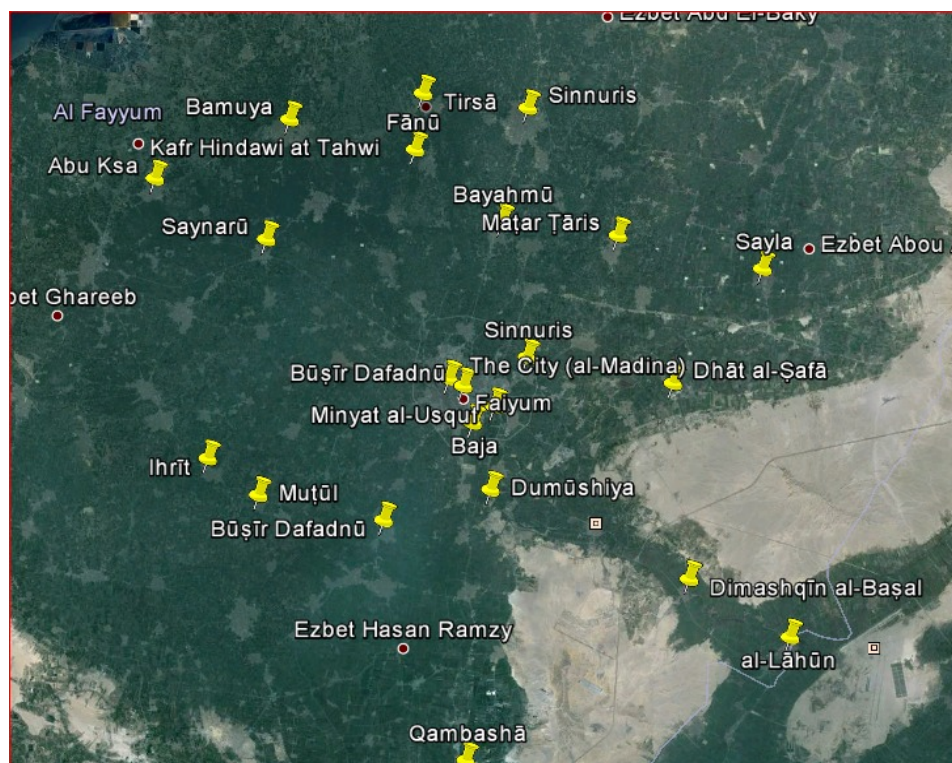 Ezbet Abd El-Baky
Bamuya
Tirsā
Sinnuris
Al Fayyum
Fānū
Kafr Hindawi at Tahwi
Abu Ksa
Bayahmū
Saynarū
Maṭar Ṭāris
Sayla
Ezbet Abou
bet Ghareeb
Sinnuris
Būṣīr Dafadnū
The City (al-Madina)
Dhāt al-Ṣafā
Minyat al-Usquf
Faiyum
Baja
Ihrīt
Muṭūl
Dumūshiya
Būṣīr Dafadnū
Dimashqīn al-Baṣal
Ezbet Hasan Ramzy
al-Lāhūn
Qambashā